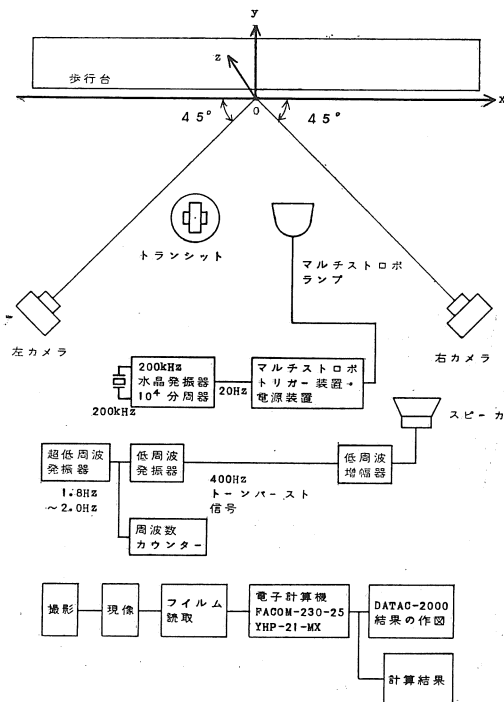 y
z
歩行台
x
45°
0
45°
トランシット
マルチストロボ
ランプ
左カメラ
右カメラ
200kHz
水晶発振器
10⁴分周器
200kHz
20Hz
マルチストロボ
トリガー装置・
電源装置
スピーカ
超低周波
発振器
1.8Hz
～2.0Hz
低周波
発振器
400Hz
トーンバースト
信号
低周波
増幅器
周波数
カウンター
撮影
現像
フイルム
読取
電子計算機
FACOM-230-25
YHP-21-MX
DATAC-2000
結果の作図
計算結果